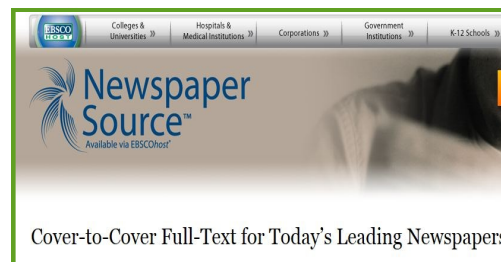 EBSCO
HOST
Colleges &
Universities »
Hospitals &
Medical Institutions »
Corporations »
Government
Institutions »
K-12 Schools »
Newspaper
Source™
Available via EBSCOhost®
Cover-to-Cover Full-Text for Today's Leading Newspapers